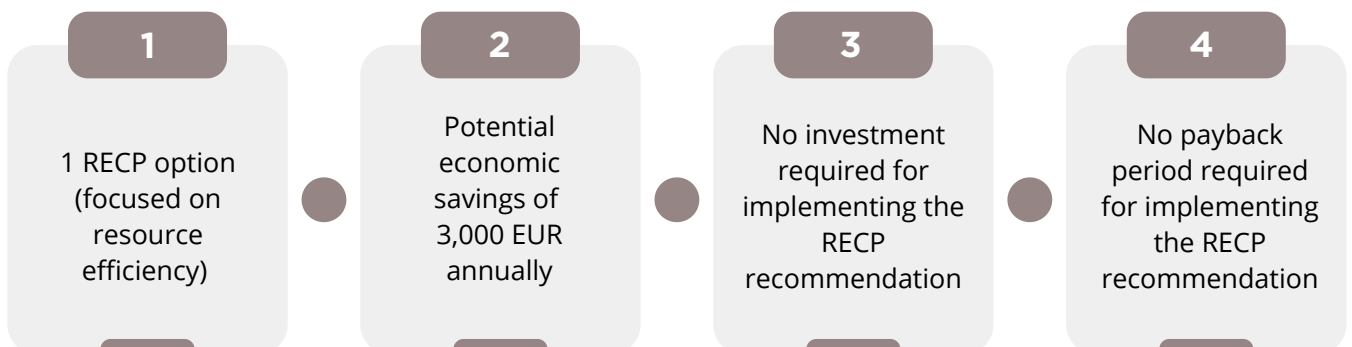 1
1 RECP option
(focused on
resource
efficiency)
2
Potential
economic
savings of
3,000 EUR
annually
3
No investment
required for
implementing the
RECP
recommendation
4
No payback
period required
for implementing
the RECP
recommendation